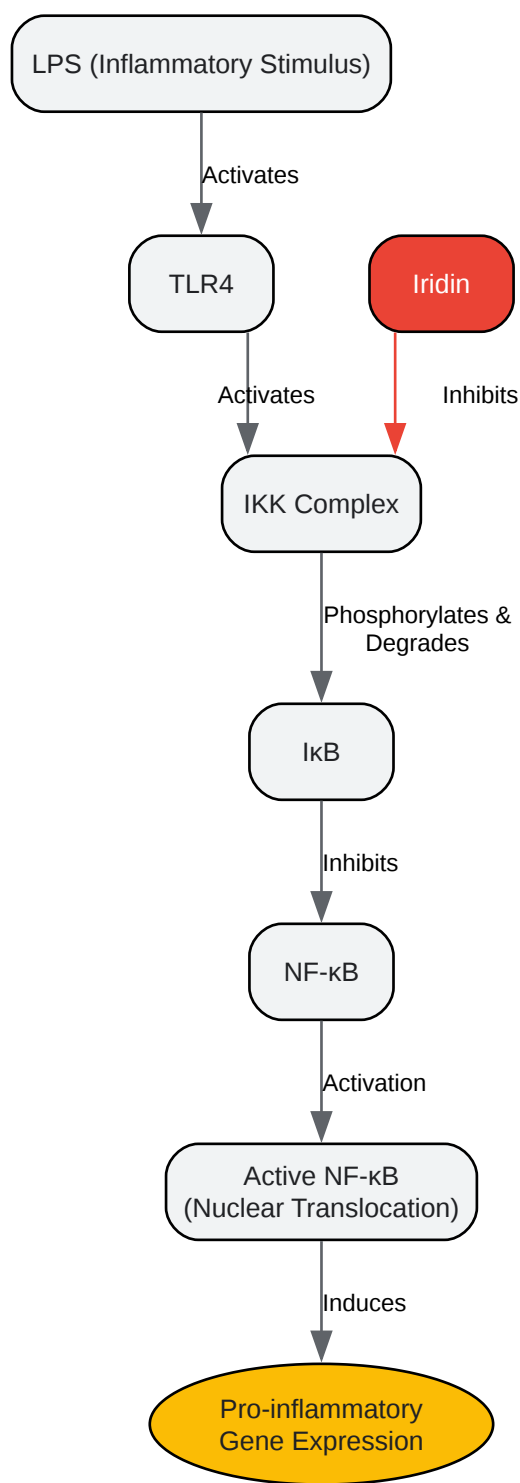 LPS (Inflammatory Stimulus)
Activates
TLR4
Iridin
Activates
Inhibits
IKK Complex
Phosphorylates &
Degrades
IκB
Inhibits
NF-κB
Activation
Active NF-κB
(Nuclear Translocation)
Induces
Pro-inflammatory
Gene Expression